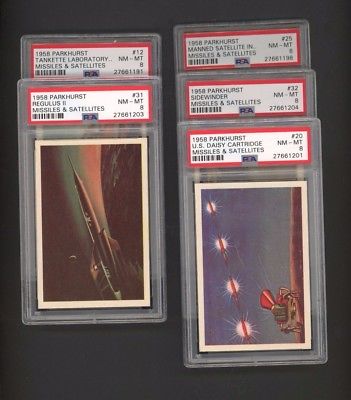 1958 PARKHURST #12
TANKETTE LABORATORY.. NM-MT
MISSILES & SATELLITES 8
27661191
1958 PARKHURST #31
REGULUS II NM-MT
MISSILES & SATELLITES 8
27661203
1958 PARKHURST #25
MANNED SATELLITE IN.. NM-MT
MISSILES & SATELLITES 8
27661198
1958 PARKHURST #32
SIDEWINDER NM-MT
MISSILES & SATELLITES 8
27661204
1958 PARKHURST #20
U.S. DAISY CARTRIDGE NM-MT
MISSILES & SATELLITES 8
27661201